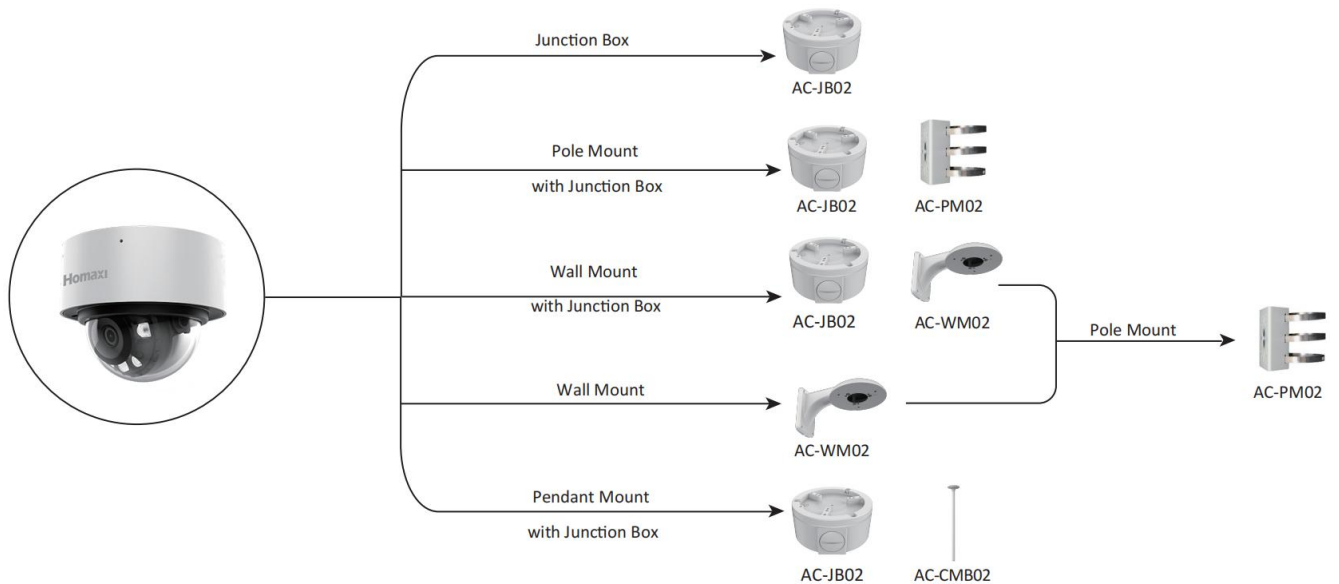 Junction Box
AC-JB02
Pole Mount
with Junction Box
AC-JB02
AC-PM02
Homaxi
Wall Mount
with Junction Box
AC-JB02
AC-WM02
Pole Mount
AC-PM02
Wall Mount
AC-WM02
Pendant Mount
with Junction Box
AC-JB02
AC-CMB02